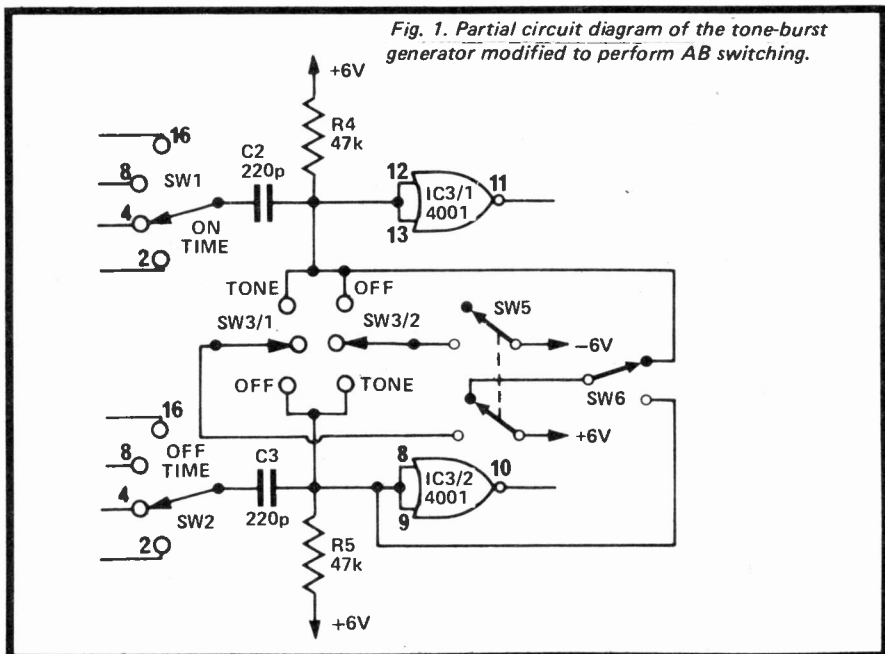 Fig. 1. Partial circuit diagram of the tone-burst
generator modified to perform AB switching.
+6V
R4
47k
16
C2
220p
8
SW1
12
IC3/1
4001
11
4
13
ON
TIME
2
TONE
OFF
SW5
SW3/1
SW3/2
-6V
OFF
TONE
SW6
16
+6V
OFF
TIME
8
C3
8
IC3/2
4001
10
4
220p
9
SW2
R5
47k
2
+6V